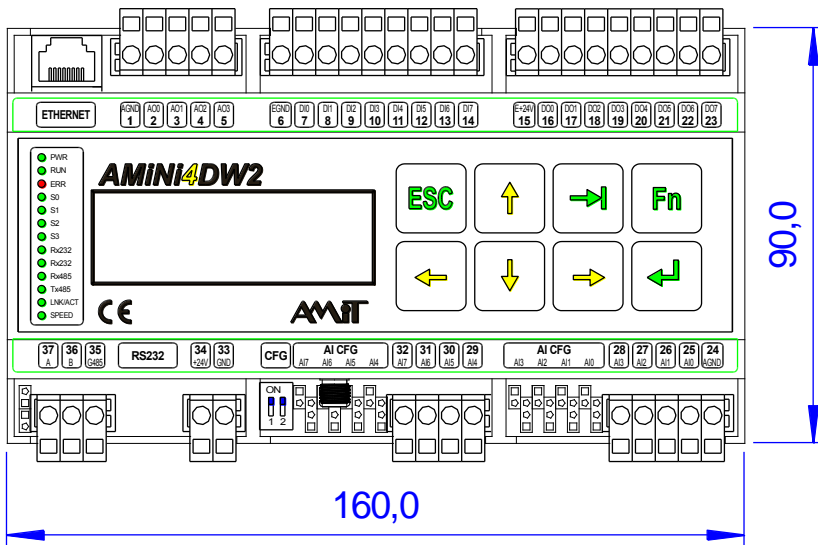 ETHERNET
AGND AO0 AO1 AO2 AO3
1 2 3 4 5
EGND DI0 DI1 DI2 DI3 DI4 DI5 DI6 DI7
6 7 8 9 10 11 12 13 14
E+24V DO0 DO1 DO2 DO3 DO4 DO5 DO6 DO7
15 16 17 18 19 20 21 22 23
PWR
RUN
ERR
S0
S1
S2
S3
Rx232
Rx232
Rx485
Tx485
LNK/ACT
SPEED
AMiNi4DW2
CE
AMiT
ESC
Fn
37 36 35
A B G485
RS232
34 33
+24V GND
CFG
AI CFG
AI7 AI6 AI5 AI4
32 31 30 29
AI7 AI6 AI5 AI4
AI CFG
AI3 AI2 AI1 AI0
28 27 26 25 24
AI3 AI2 AI1 AI0 AGND
ON
1 2
90,0
160,0